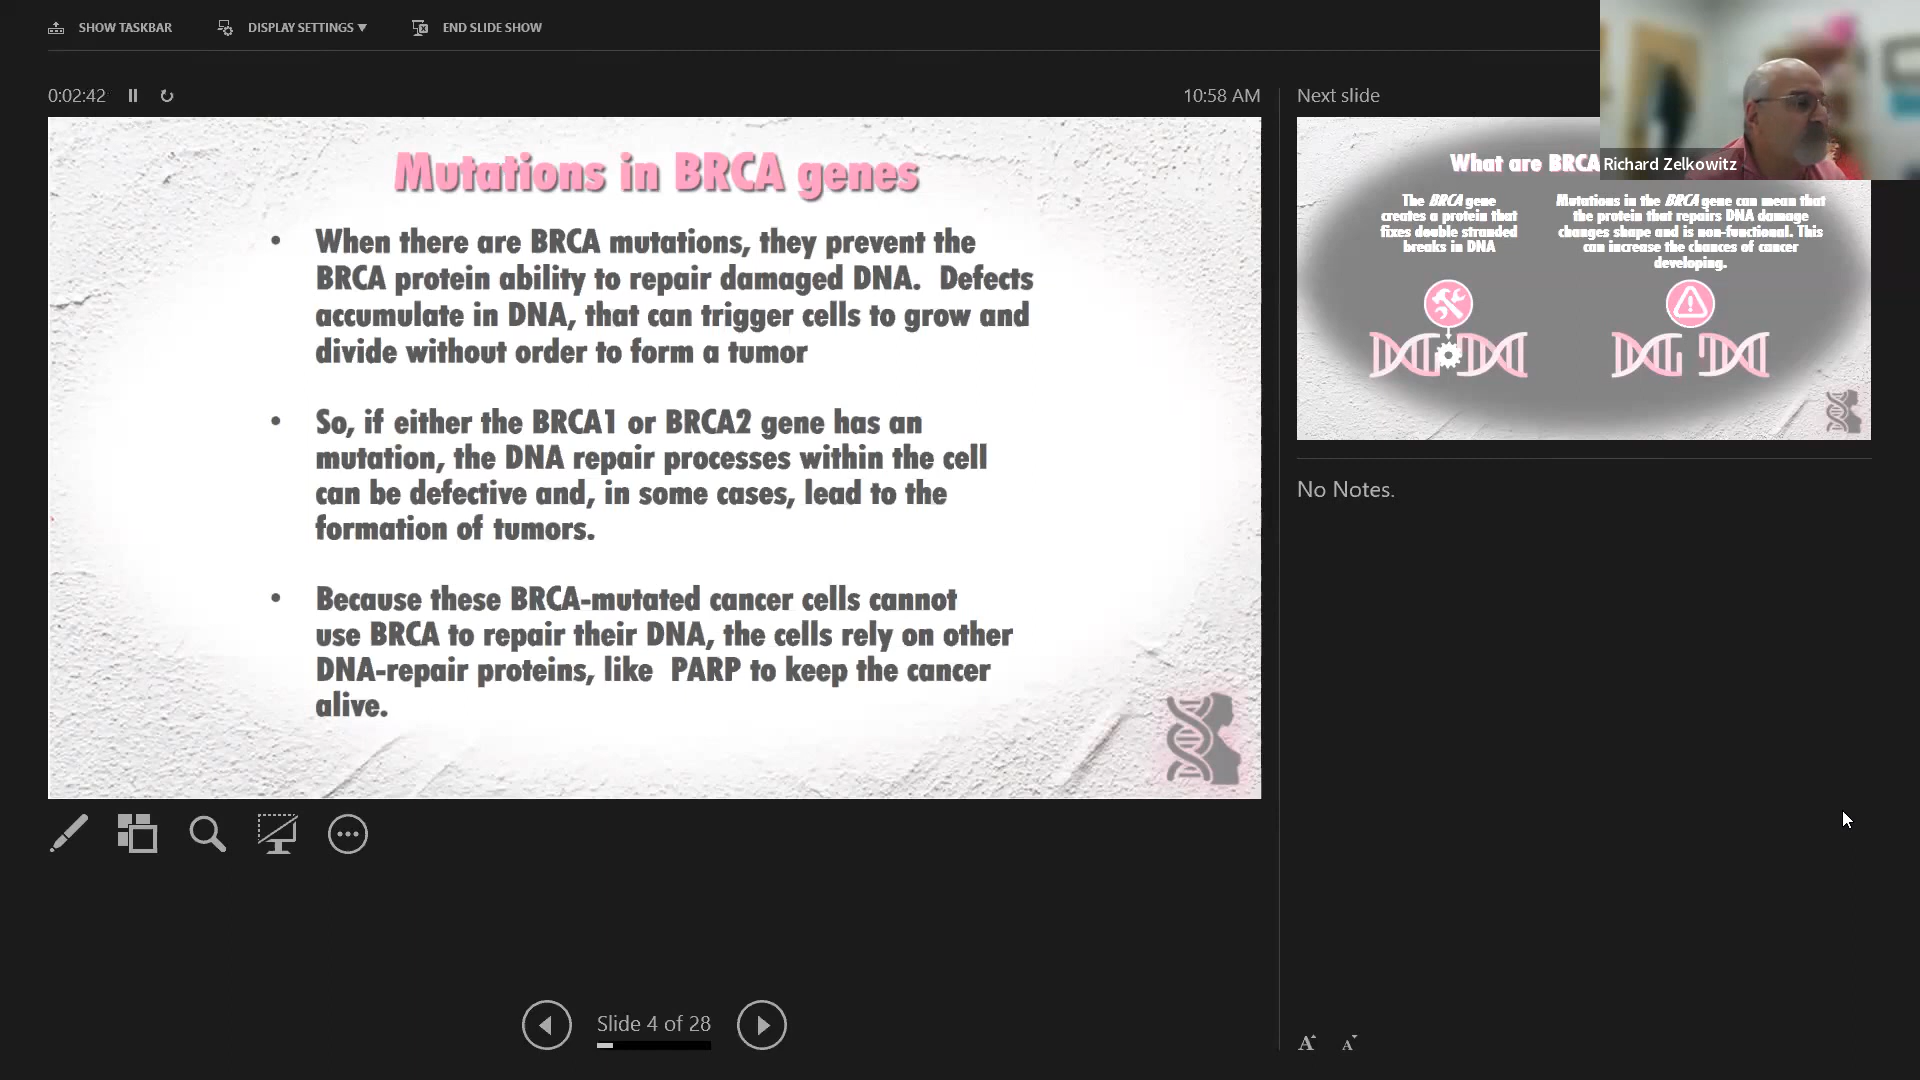 SHOW TASKBAR
DISPLAY SETTINGS
END SLIDE SHOW
0:02:42
10:58 AM
Next slide
Mutations in BRCA genes
• When there are BRCA mutations, they prevent the
BRCA protein ability to repair damaged DNA.  Defects
accumulate in DNA, that can trigger cells to grow and
divide without order to form a tumor
• So, if either the BRCA1 or BRCA2 gene has an
mutation, the DNA repair processes within the cell
can be defective and, in some cases, lead to the
formation of tumors.
• Because these BRCA-mutated cancer cells cannot
use BRCA to repair their DNA, the cells rely on other
DNA-repair proteins, like  PARP to keep the cancer
alive.
What are BRCA
Richard Zelkowitz
The BRCA gene
creates a protein that
fixes double stranded
breaks in DNA
Mutations in the BRCA gene can mean that
the protein that repairs DNA damage
changes shape and is non-functional. This
can increase the chances of cancer
developing.
No Notes.
Slide 4 of 28
A A